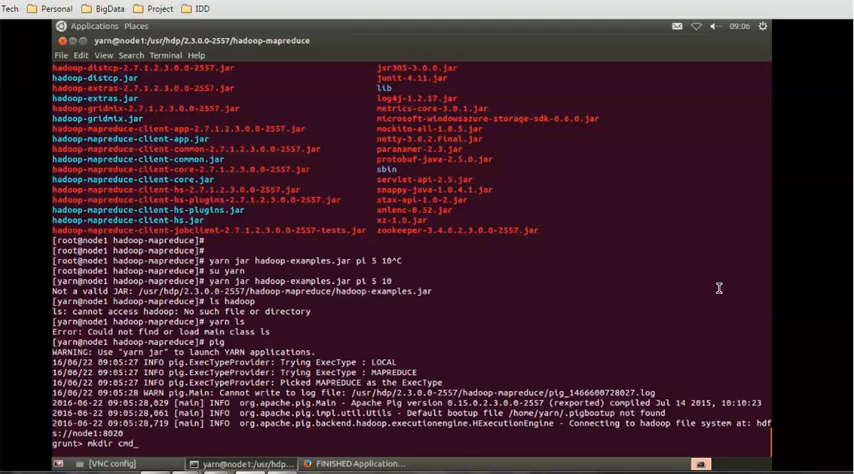 Tech Personal BigData Project IDD
Applications Places 09:06
yarn@node1:/usr/hdp/2.3.0.0-2557/hadoop-mapreduce
File Edit View Search Terminal Help
hadoop-distcp-2.7.1.2.3.0.0-2557.jar jsr305-3.0.0.jar
hadoop-distcp.jar junit-4.11.jar
hadoop-extras-2.7.1.2.3.0.0-2557.jar lib
hadoop-extras.jar log4j-1.2.17.jar
hadoop-gridmix-2.7.1.2.3.0.0-2557.jar metrics-core-3.0.1.jar
hadoop-gridmix.jar microsoft-windowsazure-storage-sdk-0.6.0.jar
hadoop-mapreduce-client-app-2.7.1.2.3.0.0-2557.jar mockito-all-1.8.5.jar
hadoop-mapreduce-client-app.jar netty-3.6.2.Final.jar
hadoop-mapreduce-client-common-2.7.1.2.3.0.0-2557.jar paranamer-2.3.jar
hadoop-mapreduce-client-common.jar protobuf-java-2.5.0.jar
hadoop-mapreduce-client-core-2.7.1.2.3.0.0-2557.jar sbin
hadoop-mapreduce-client-core.jar servlet-api-2.5.jar
hadoop-mapreduce-client-hs-2.7.1.2.3.0.0-2557.jar snappy-java-1.0.4.1.jar
hadoop-mapreduce-client-hs-plugins-2.7.1.2.3.0.0-2557.jar stax-api-1.0-2.jar
hadoop-mapreduce-client-hs-plugins.jar xmlenc-0.52.jar
hadoop-mapreduce-client-hs.jar xz-1.0.jar
hadoop-mapreduce-client-jobclient-2.7.1.2.3.0.0-2557-tests.jar zookeeper-3.4.6.2.3.0.0-2557.jar
[root@node1 hadoop-mapreduce]#
[root@node1 hadoop-mapreduce]#
[root@node1 hadoop-mapreduce]# yarn jar hadoop-examples.jar pi 5 10^C
[root@node1 hadoop-mapreduce]# su yarn
[yarn@node1 hadoop-mapreduce]$ yarn jar hadoop-examples.jar pi 5 10
Not a valid JAR: /usr/hdp/2.3.0.0-2557/hadoop-mapreduce/hadoop-examples.jar
[yarn@node1 hadoop-mapreduce]$ ls hadoop
ls: cannot access hadoop: No such file or directory
[yarn@node1 hadoop-mapreduce]$ yarn ls
Error: Could not find or load main class ls
[yarn@node1 hadoop-mapreduce]$ pig
WARNING: Use "yarn jar" to launch YARN applications.
16/06/22 09:05:27 INFO pig.ExecTypeProvider: Trying ExecType : LOCAL
16/06/22 09:05:27 INFO pig.ExecTypeProvider: Trying ExecType : MAPREDUCE
16/06/22 09:05:27 INFO pig.ExecTypeProvider: Picked MAPREDUCE as the ExecType
16/06/22 09:05:28 WARN pig.Main: Cannot write to log file: /usr/hdp/2.3.0.0-2557/hadoop-mapreduce/pig_1466600728027.log
2016-06-22 09:05:28,029 [main] INFO org.apache.pig.Main - Apache Pig version 0.15.0.2.3.0.0-2557 (rexported) compiled Jul 14 2015, 10:10:23
2016-06-22 09:05:28,061 [main] INFO org.apache.pig.impl.util.Utils - Default bootup file /home/yarn/.pigbootup not found
2016-06-22 09:05:28,719 [main] INFO org.apache.pig.backend.hadoop.executionengine.HExecutionEngine - Connecting to hadoop file system at: hdf
s://node1:8020
grunt> mkdir cmd_
[VNC config] yarn@node1:/usr/hdp... FINISHED Application...